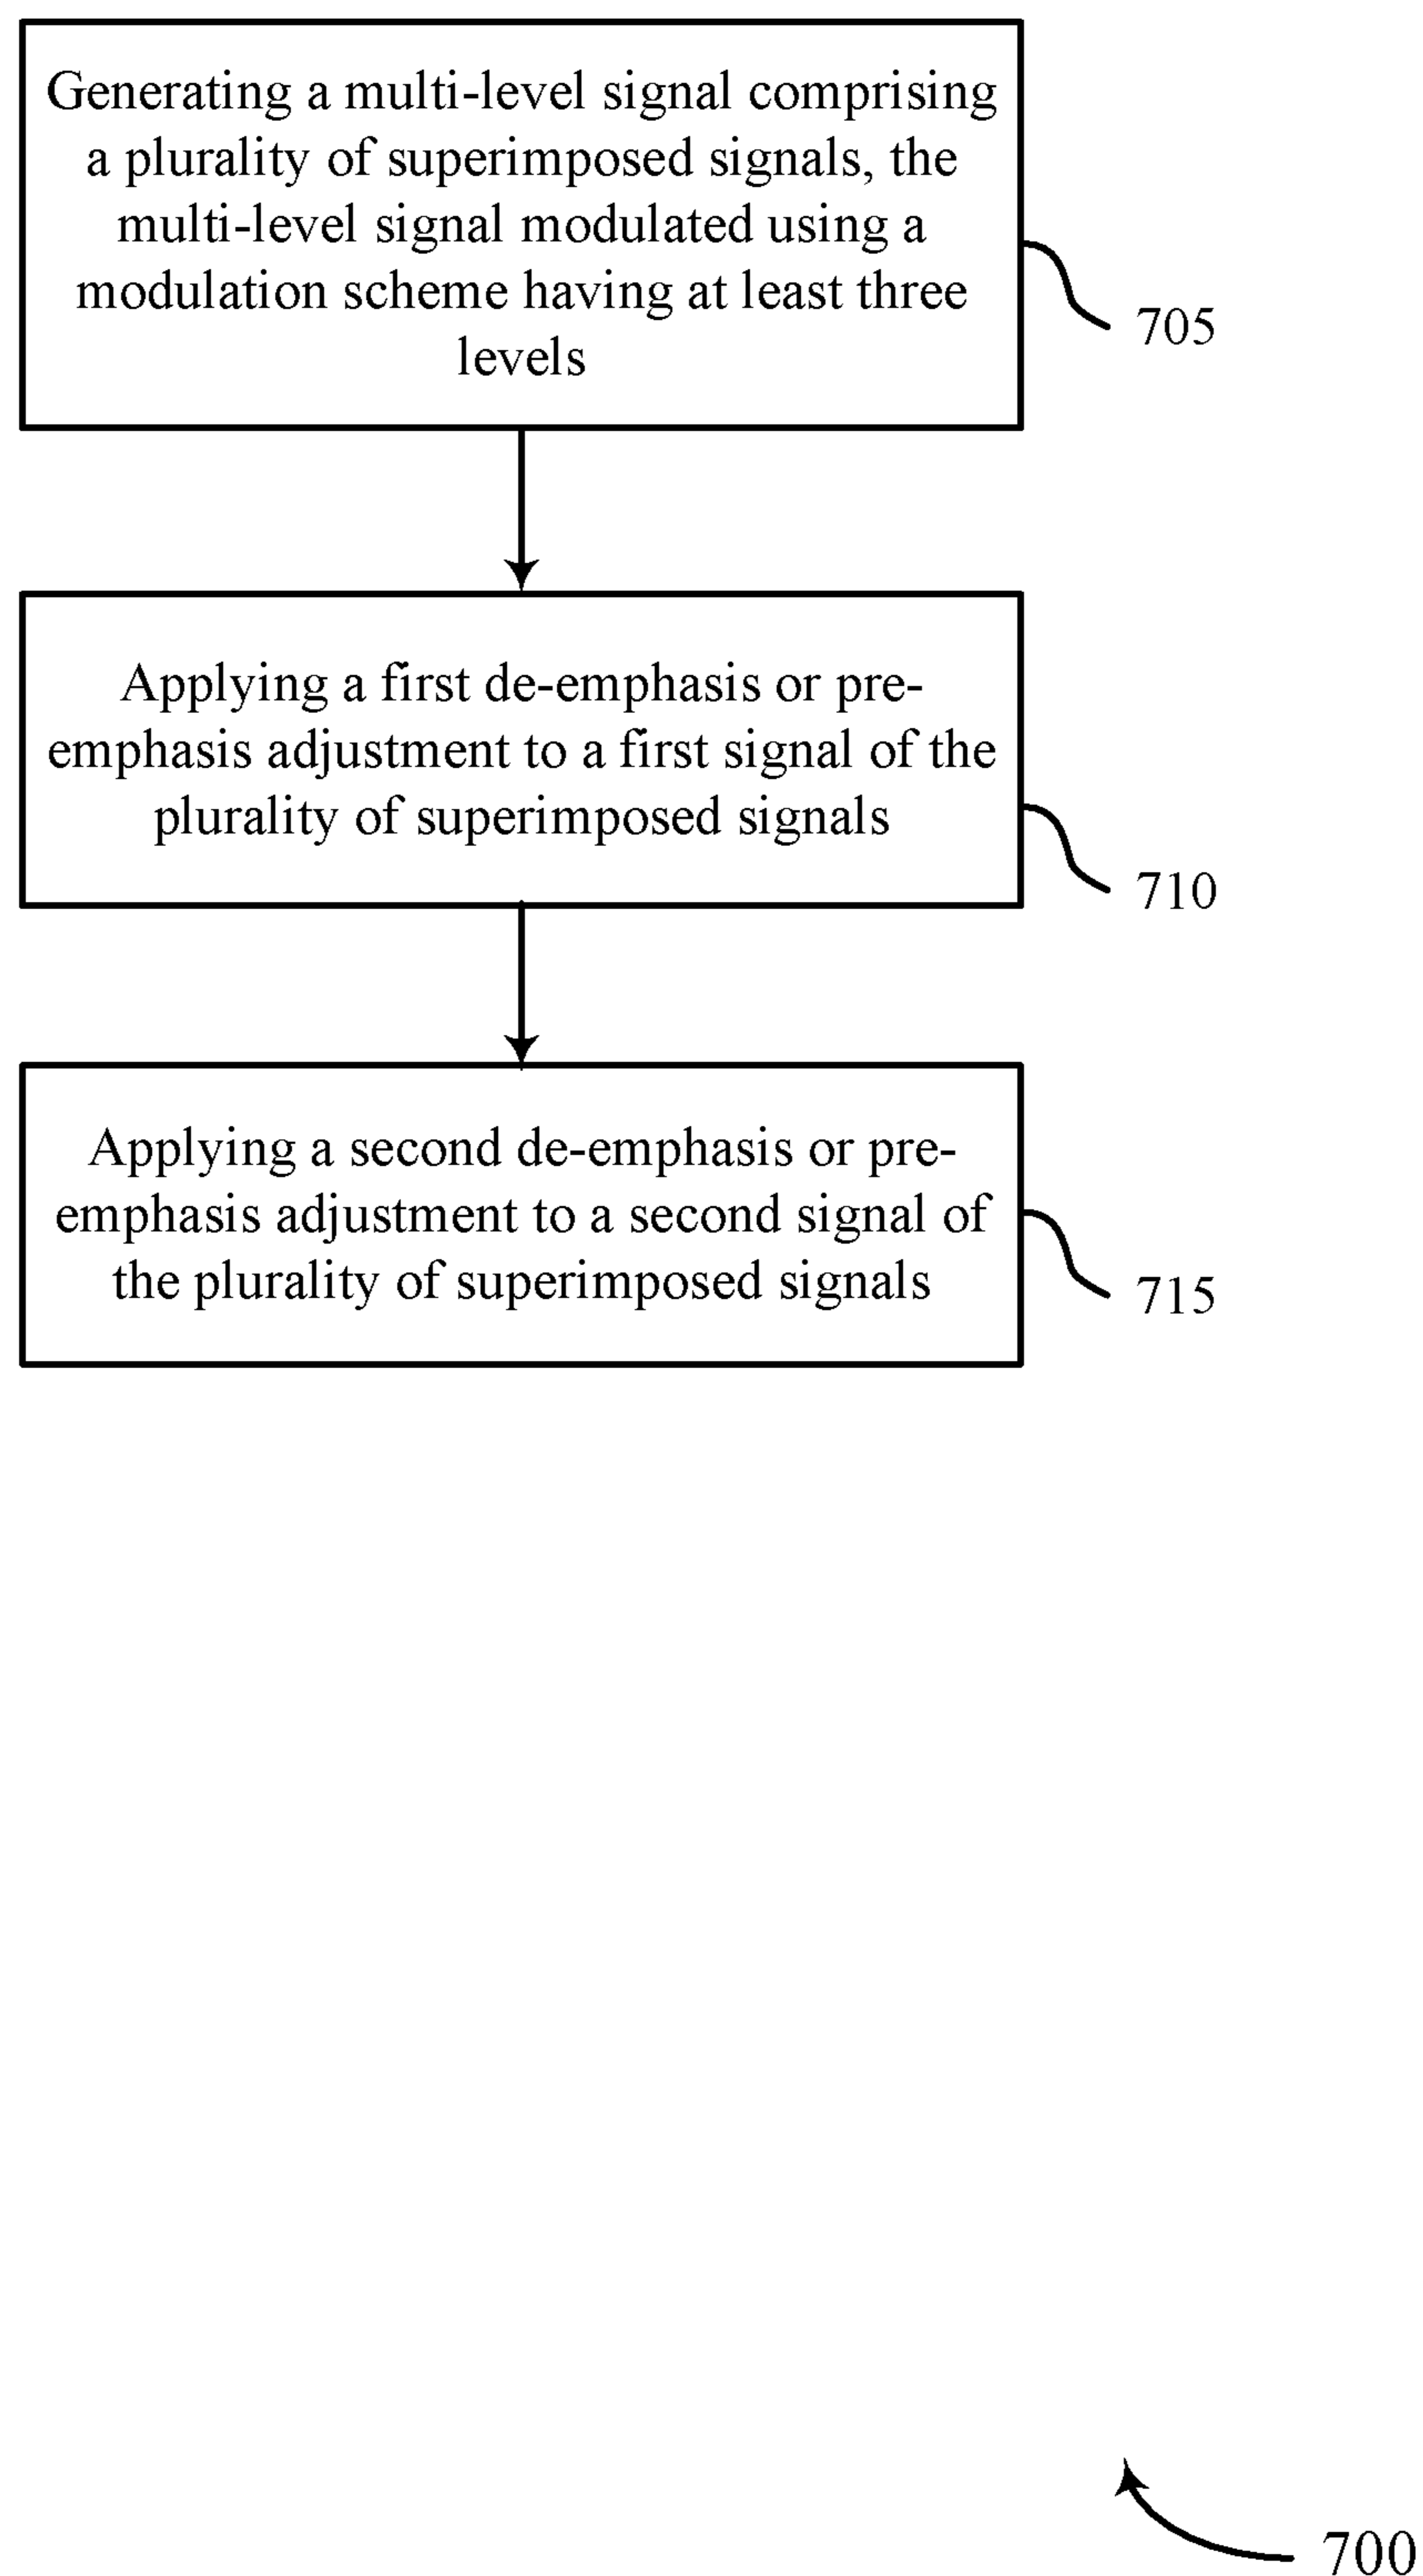 Generating a multi-level signal comprising
a plurality of superimposed signals, the
multi-level signal modulated using a
modulation scheme having at least three
levels
705
Applying a first de-emphasis or pre-
emphasis adjustment to a first signal of the
plurality of superimposed signals
710
Applying a second de-emphasis or pre-
emphasis adjustment to a second signal of
the plurality of superimposed signals
715
700